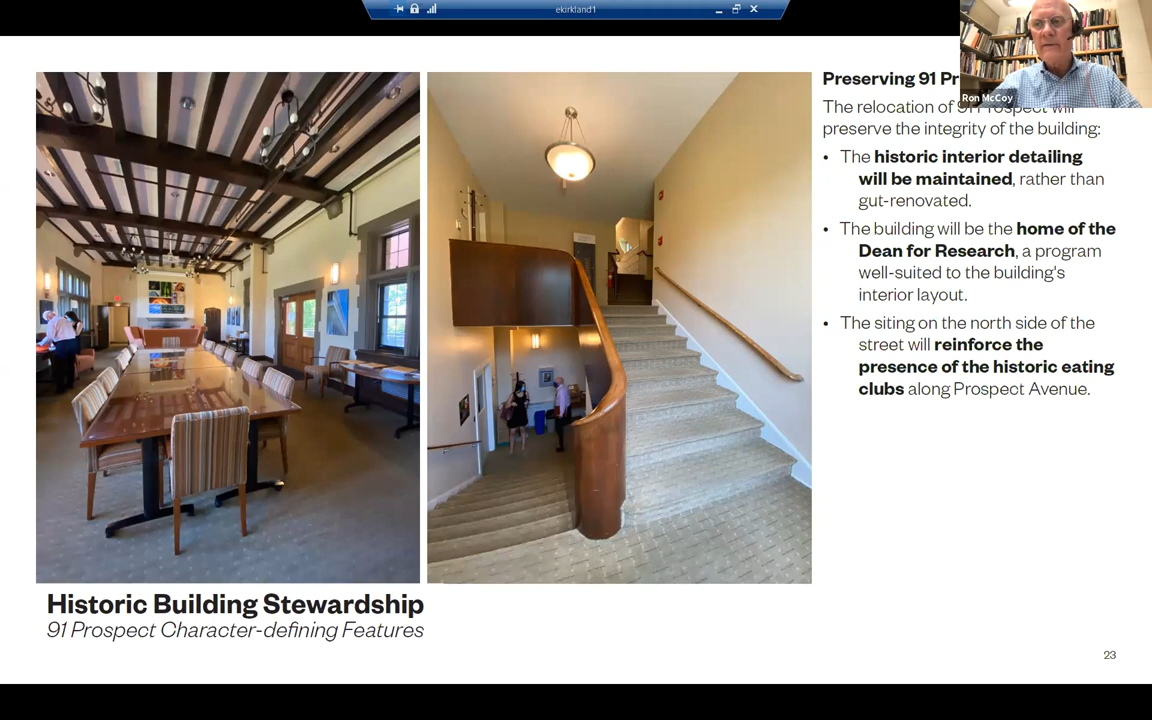 ekirkland1
Ron McCoy
Preserving 91 Pr
The relocation of 91 Prospect will
preserve the integrity of the building:
• The historic interior detailing
will be maintained, rather than
gut-renovated.
• The building will be the home of the
Dean for Research, a program
well-suited to the building's
interior layout.
• The siting on the north side of the
street will reinforce the
presence of the historic eating
clubs along Prospect Avenue.
Historic Building Stewardship
91 Prospect Character-defining Features
23